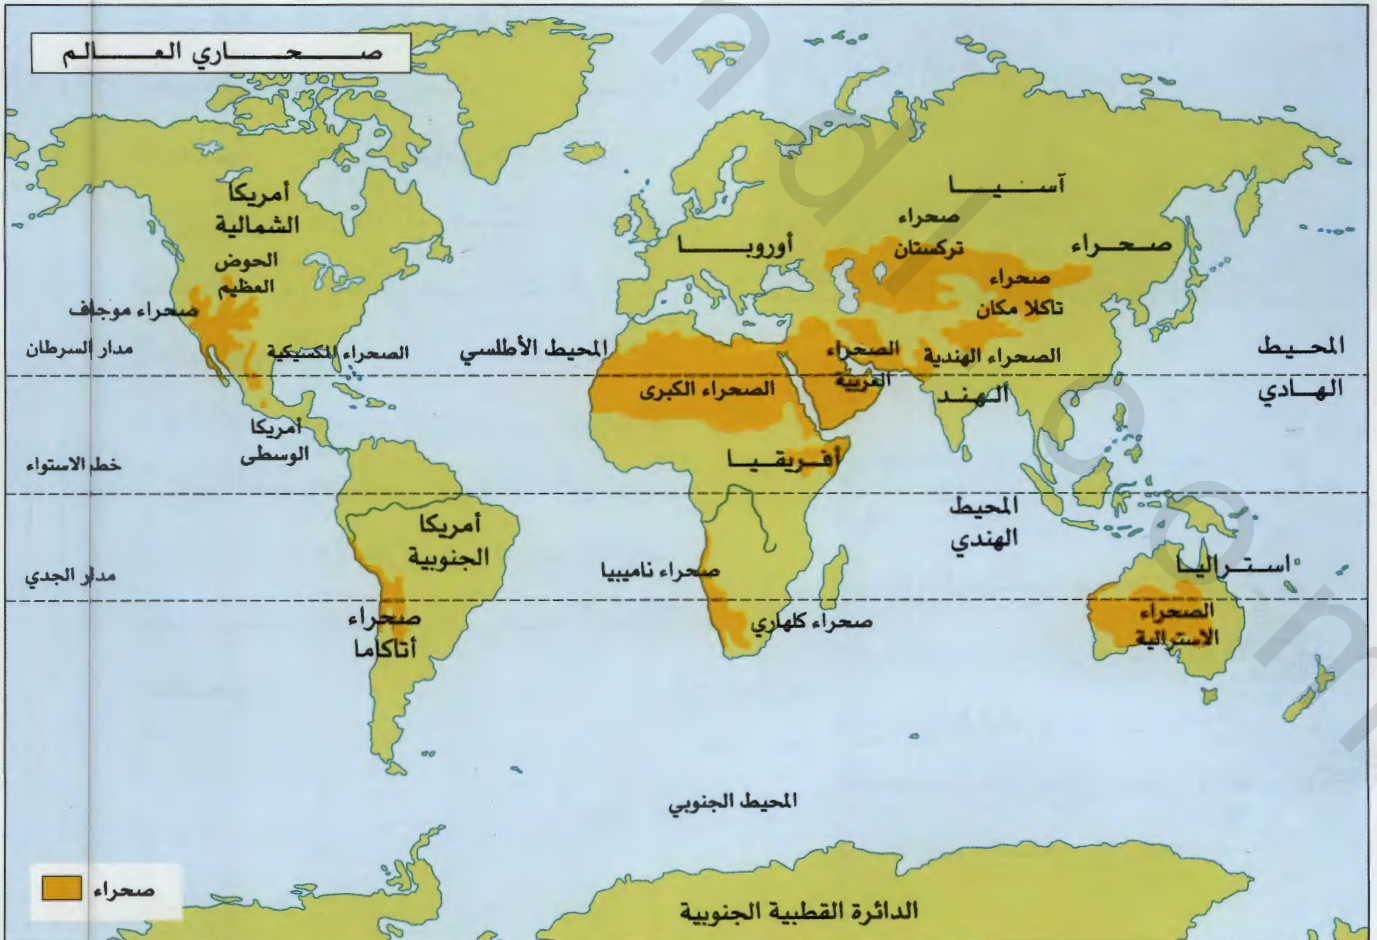 صحاري العالم
آسيا
أمريكا
الشمالية
صحراء
تركستان
صحراء
أوروبا
الحوض
العظيم
صحراء
تاكلا مكان
صحراء موجاف
المحيط
الهادي
المحيط الأطلسي
مدار السرطان
الصحراء المكسيكية
الصحراء
العربية
الصحراء الهندية
الصحراء الكبرى
الهند
أمريكا
الوسطى
أفريقيا
خط الاستواء
المحيط
الهندي
أمريكا
الجنوبية
استراليا
مدار الجدي
صحراء ناميبيا
الصحراء
الاسترالية
صحراء
أتاكاما
صحراء كلهاري
المحيط الجنوبي
صحراء
الدائرة القطبية الجنوبية